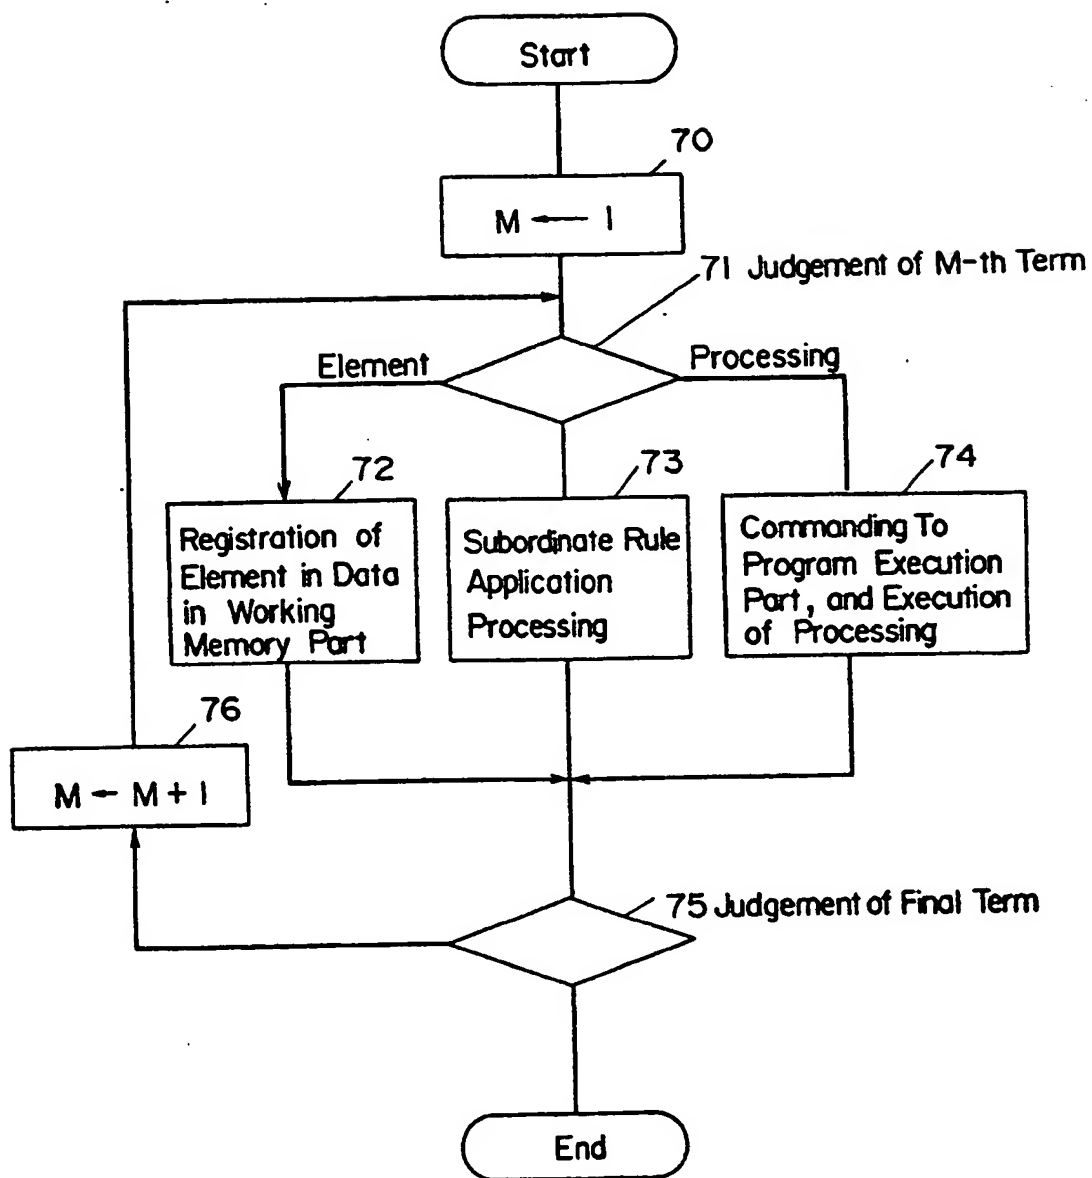 Start
70
M ← 1
71 Judgement of M-th Term
Element
Processing
72
Registration of
Element in Data
in Working
Memory Part
73
Subordinate Rule
Application
Processing
74
Commanding To
Program Execution
Part, and Execution
of Processing
76
M ← M + 1
75 Judgement of Final Term
End